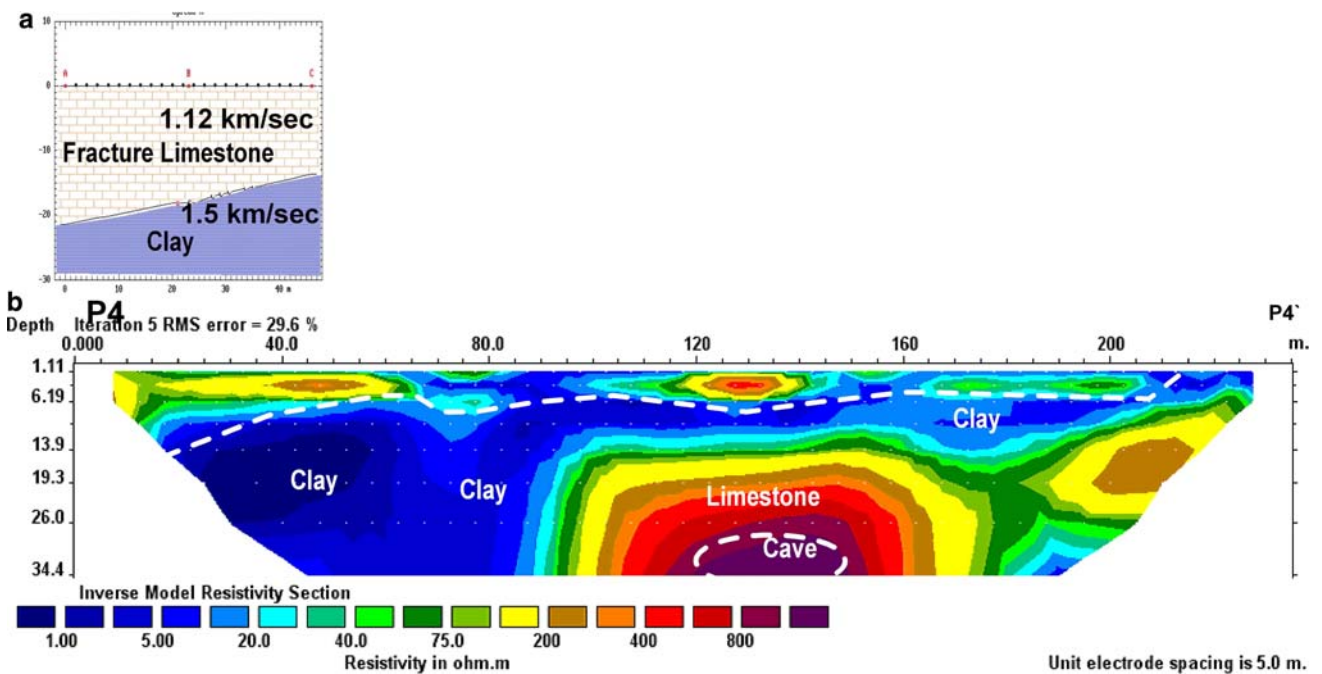 a
10
A B C
0
1.12 km/sec
-10
Fracture Limestone
-20
1.5 km/sec
Clay
-30
0 10 20 30 40 m
b
P4 P4`
Depth Iteration 5 RMS error = 29.6 %
0.000 40.0 80.0 120 160 200 m.
1.11
6.19
Clay
13.9
Clay Clay
19.3
Limestone
26.0
Cave
34.4
Inverse Model Resistivity Section
1.00 5.00 20.0 40.0 75.0 200 400 800
Resistivity in ohm.m Unit electrode spacing is 5.0 m.